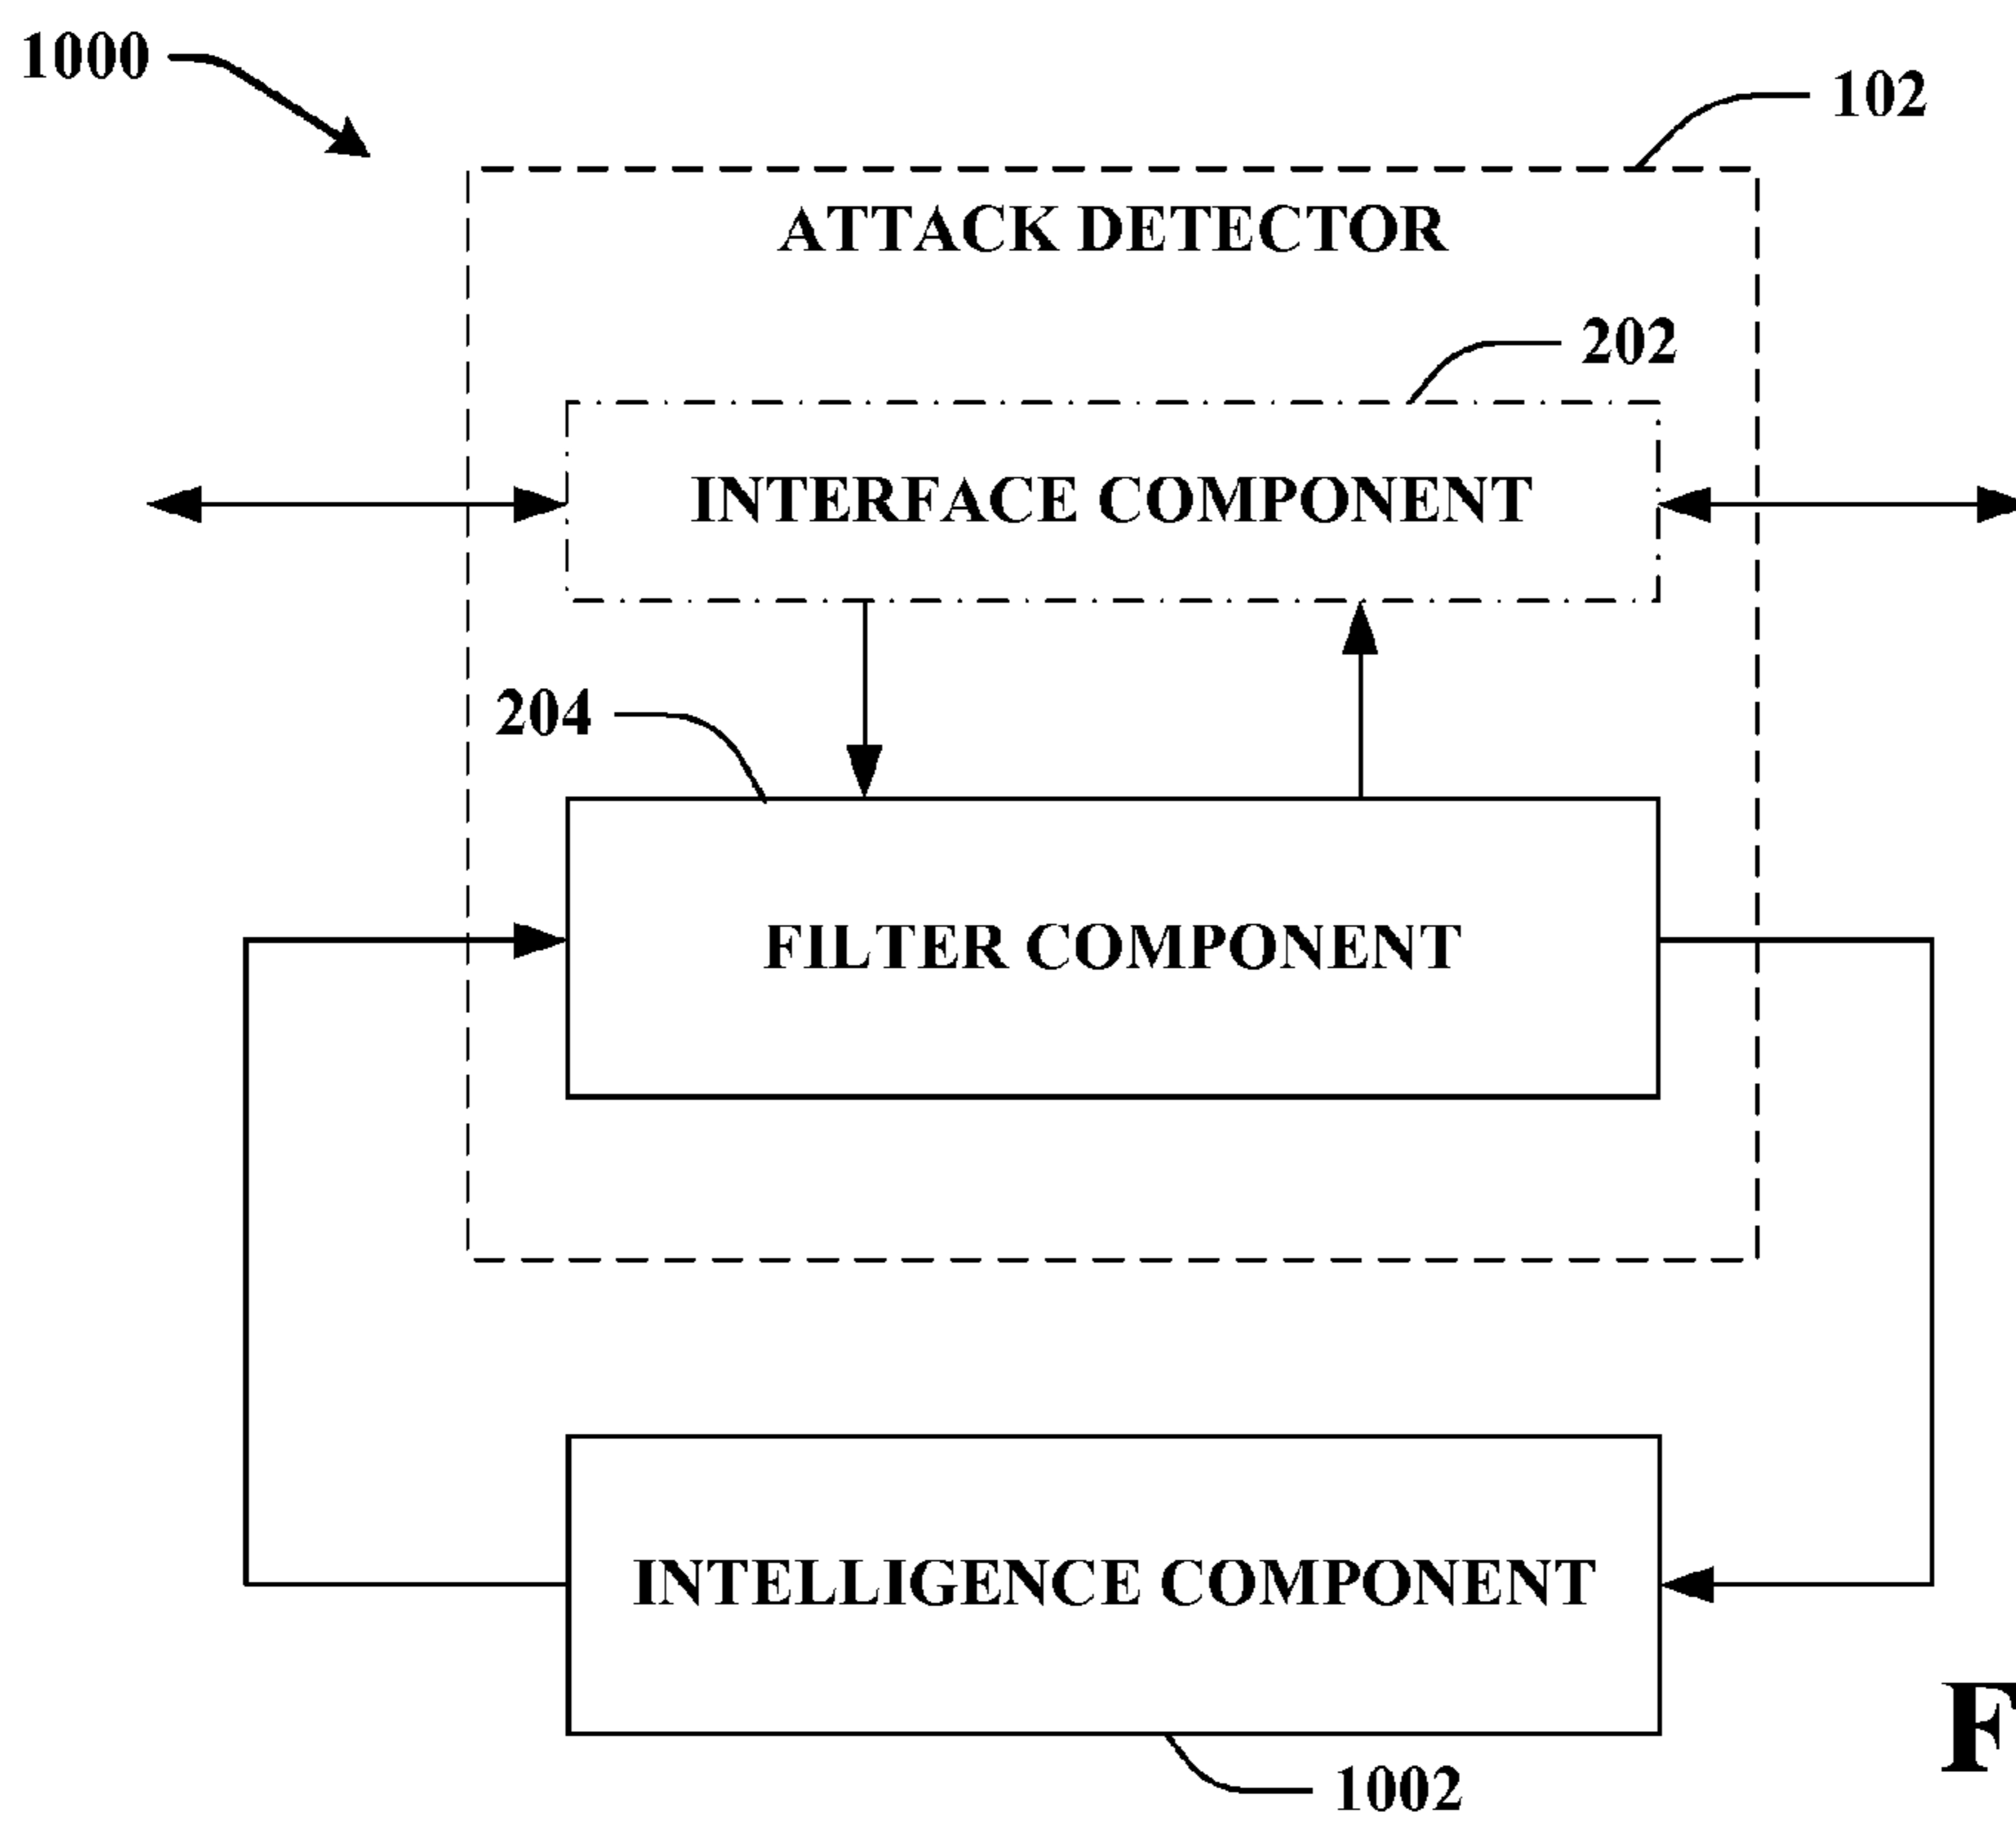 1000
102
ATTACK DETECTOR
202
INTERFACE COMPONENT
204
FILTER COMPONENT
INTELLIGENCE COMPONENT
F
1002